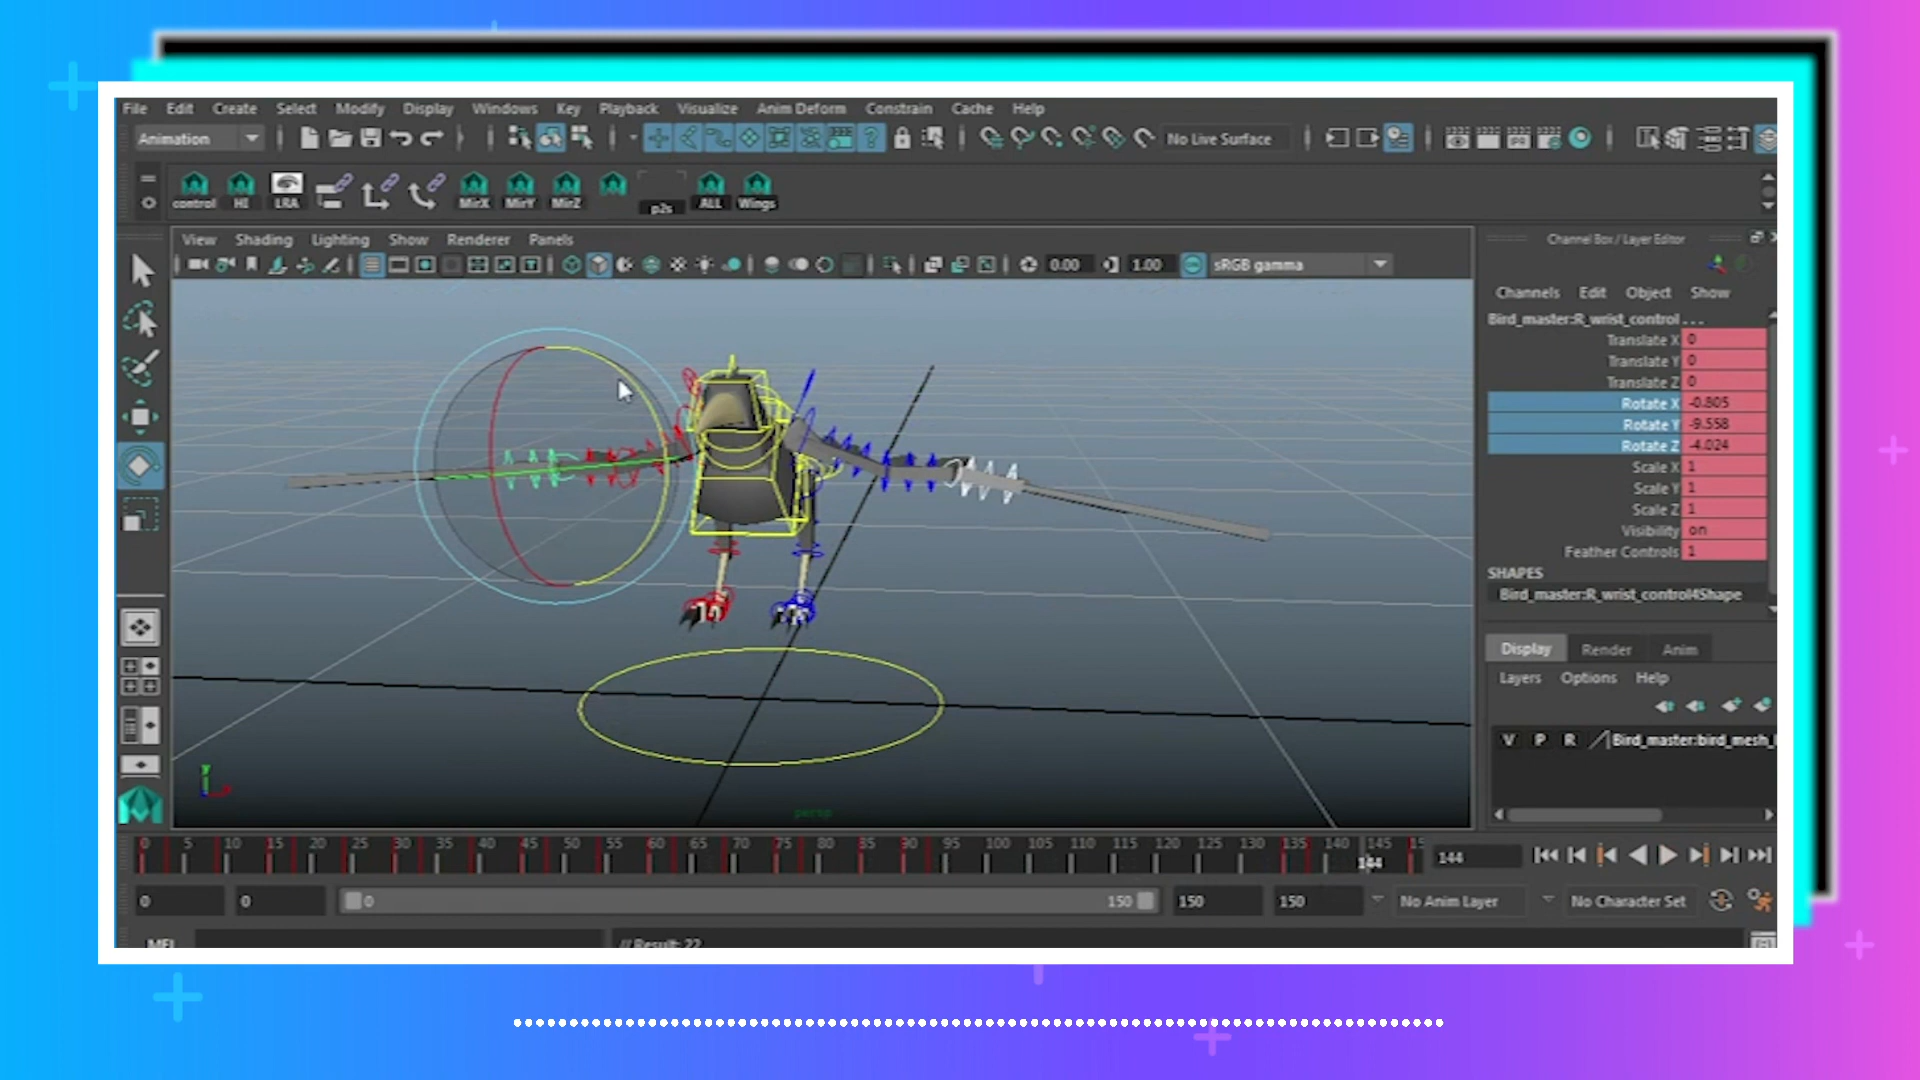 File Edit Create Select Modify Display Windows Key Playback Visualize Anim Deform Constrain Cache Help
Animation No Live Surface
control HI LRA MirX MirY MirZ p2s ALL Wings
View Shading Lighting Show Renderer Panels
0.00 1.00 sRGB gamma
Channel Box / Layer Editor
Channels Edit Object Show
Bird_master:R_wrist_control . . .
Translate X 0
Translate Y 0
Translate Z 0
Rotate X -0.805
Rotate Y -9.558
Rotate Z -4.024
Scale X 1
Scale Y 1
Scale Z 1
Visibility on
Feather Controls 1
SHAPES
Bird_master:R_wrist_control4Shape
Display Render Anim
Layers Options Help
V P R Bird_master:bird_mesh_
persp
0 5 10 15 20 25 30 35 40 45 50 55 60 65 70 75 80 85 90 95 100 105 110 115 120 125 130 135 140 145 15
144 144
0 0 0 150 150 150 No Anim Layer No Character Set
MEL // Result: 22